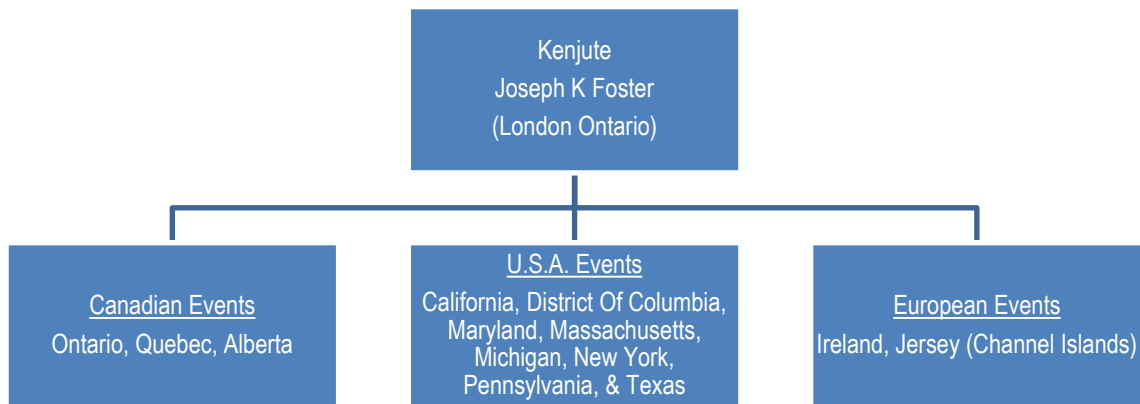 Kenjute
Joseph K Foster
(London Ontario)
Canadian Events
Ontario, Quebec, Alberta
U.S.A. Events
California, District Of Columbia,
Maryland, Massachusetts,
Michigan, New York,
Pennsylvania, & Texas
European Events
Ireland, Jersey (Channel Islands)